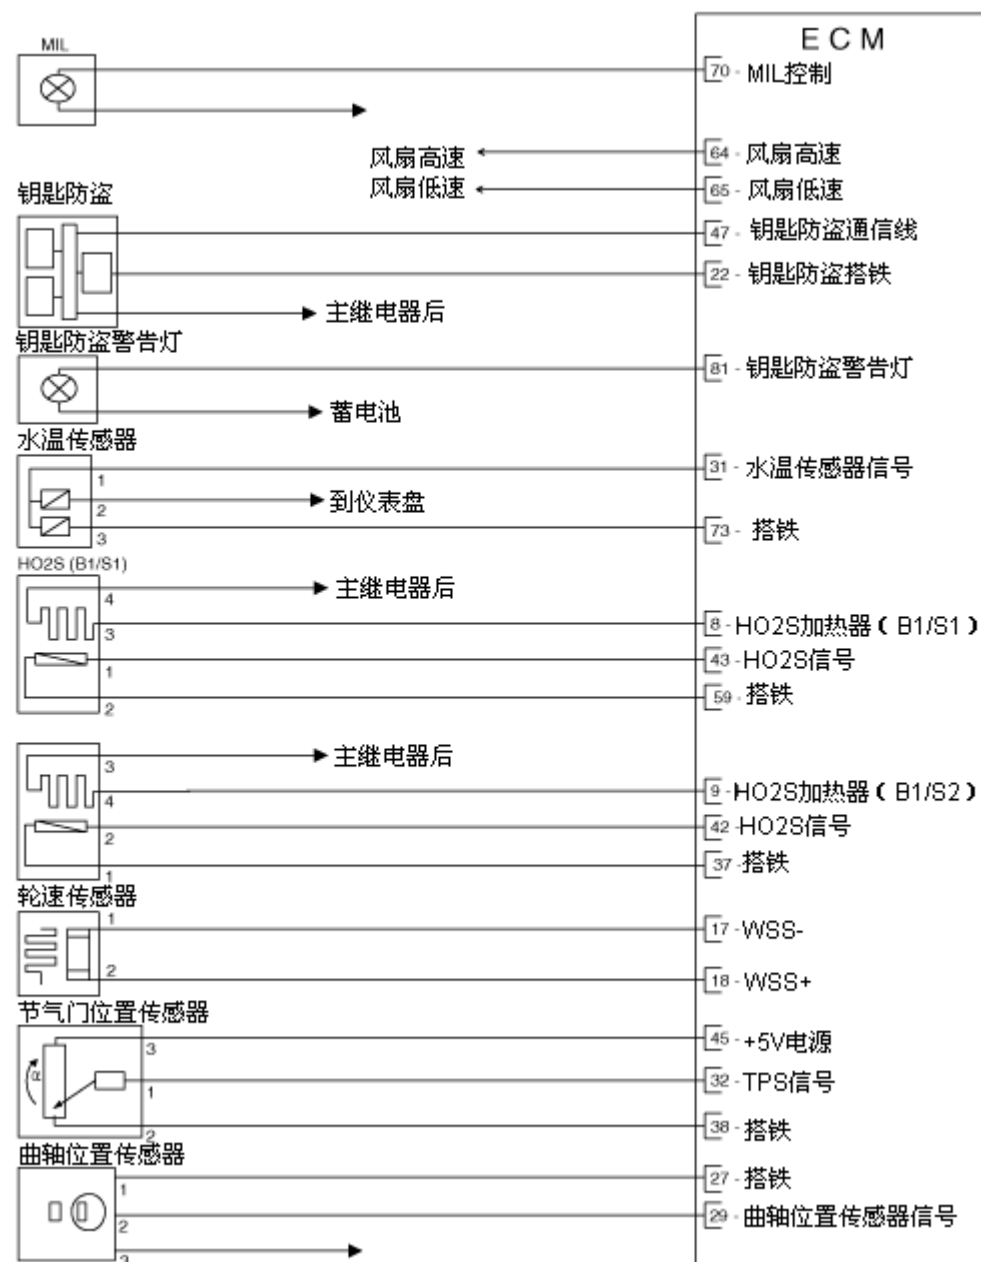 ECM
MIL
70 - MIL控制
风扇高速
64 - 风扇高速
风扇低速
65 - 风扇低速
钥匙防盗
47 - 钥匙防盗通信线
22 - 钥匙防盗搭铁
主继电器后
钥匙防盗警告灯
81 - 钥匙防盗警告灯
蓄电池
水温传感器
31 - 水温传感器信号
1
到仪表盘
2
73 - 搭铁
3
HO2S (B1/S1)
主继电器后
4
8 - HO2S加热器（B1/S1）
3
43 - HO2S信号
1
59 - 搭铁
2
主继电器后
3
9 - HO2S加热器（B1/S2）
4
42 - HO2S信号
2
37 - 搭铁
1
轮速传感器
1
17 - WSS-
2
18 - WSS+
节气门位置传感器
45 - +5V电源
3
α
32 - TPS信号
1
38 - 搭铁
2
曲轴位置传感器
27 - 搭铁
1
29 - 曲轴位置传感器信号
2
3